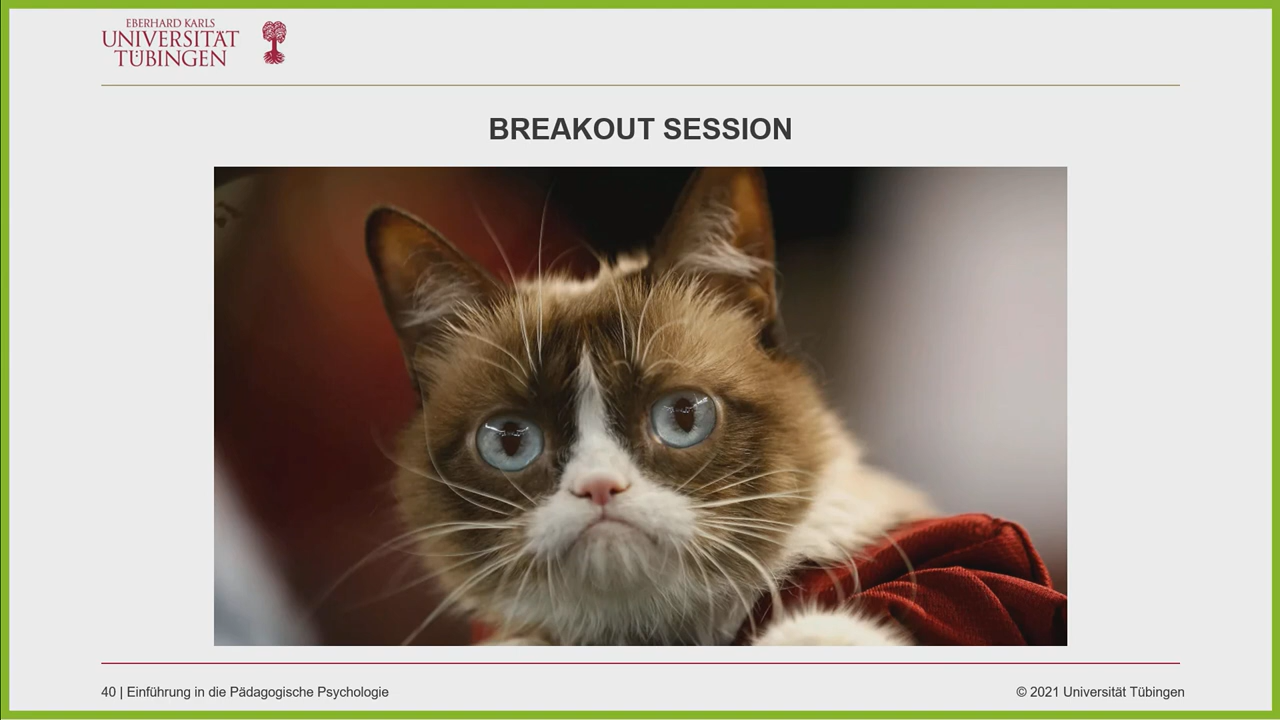 EBERHARD KARLS
UNIVERSITÄT
TÜBINGEN
BREAKOUT SESSION
40 | Einführung in die Pädagogische Psychologie
© 2021 Universität Tübingen